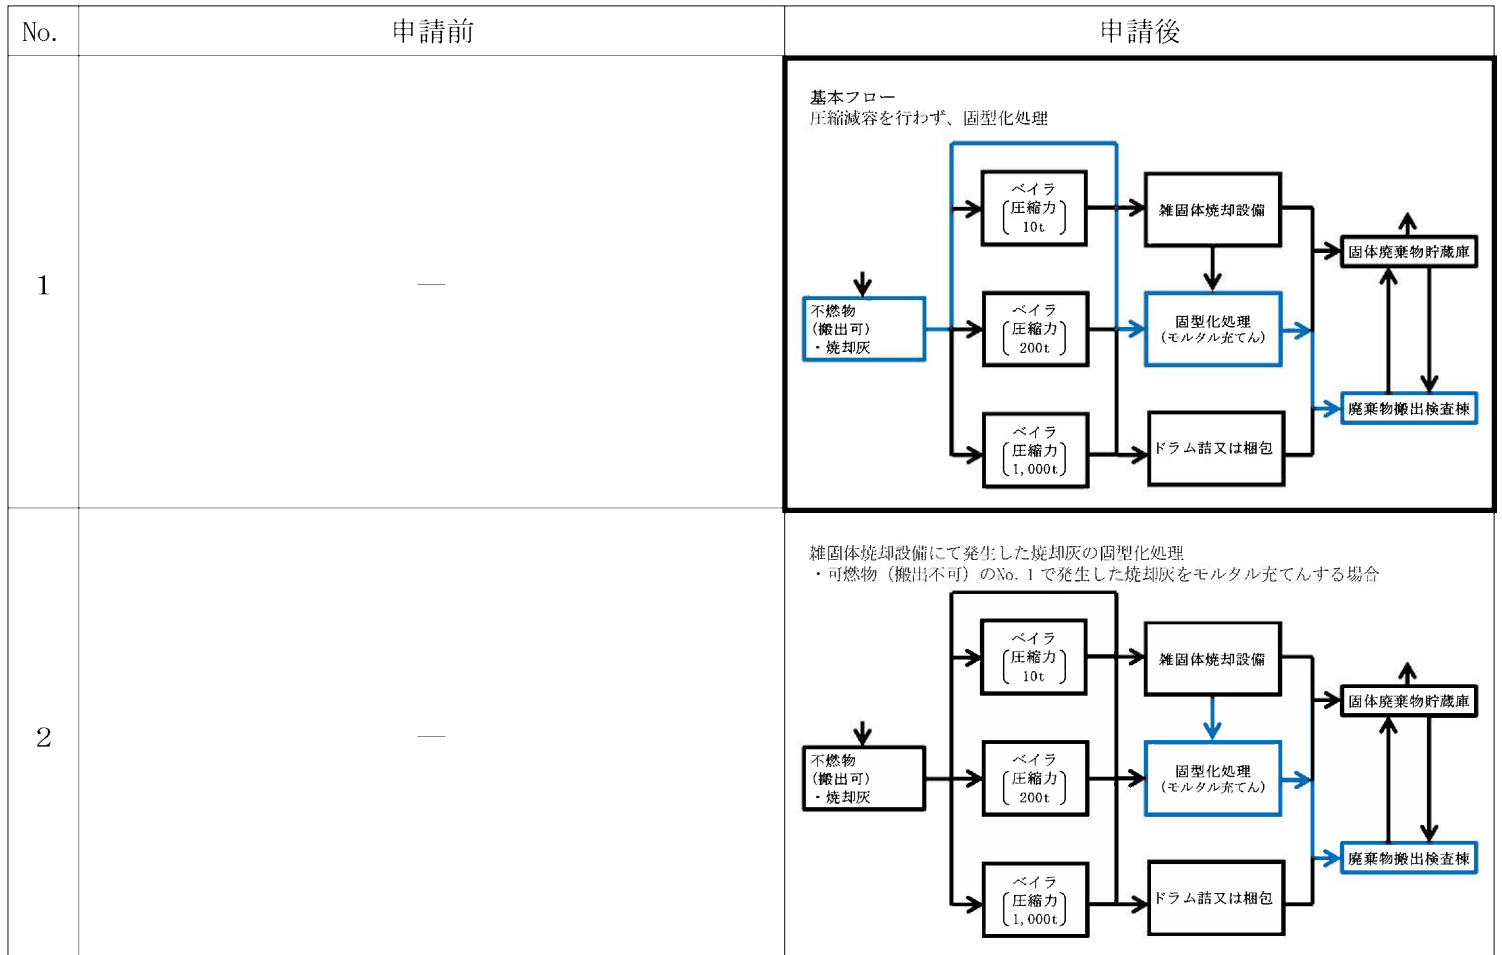 No.
申請前
申請後
1
―
基本フロー
圧縮減容を行わず、固型化処理
ベイラ
圧縮力
10t
雑固体焼却設備
固体廃棄物貯蔵庫
不燃物
(搬出可)
・焼却灰
ベイラ
圧縮力
200t
固型化処理
(モルタル充てん)
廃棄物搬出検査棟
ベイラ
圧縮力
1,000t
ドラム詰又は梱包
2
―
雑固体焼却設備にて発生した焼却灰の固型化処理
・可燃物（搬出不可）のNo.1で発生した焼却灰をモルタル充てんする場合
ベイラ
圧縮力
10t
雑固体焼却設備
固体廃棄物貯蔵庫
不燃物
(搬出可)
・焼却灰
ベイラ
圧縮力
200t
固型化処理
(モルタル充てん)
廃棄物搬出検査棟
ベイラ
圧縮力
1,000t
ドラム詰又は梱包